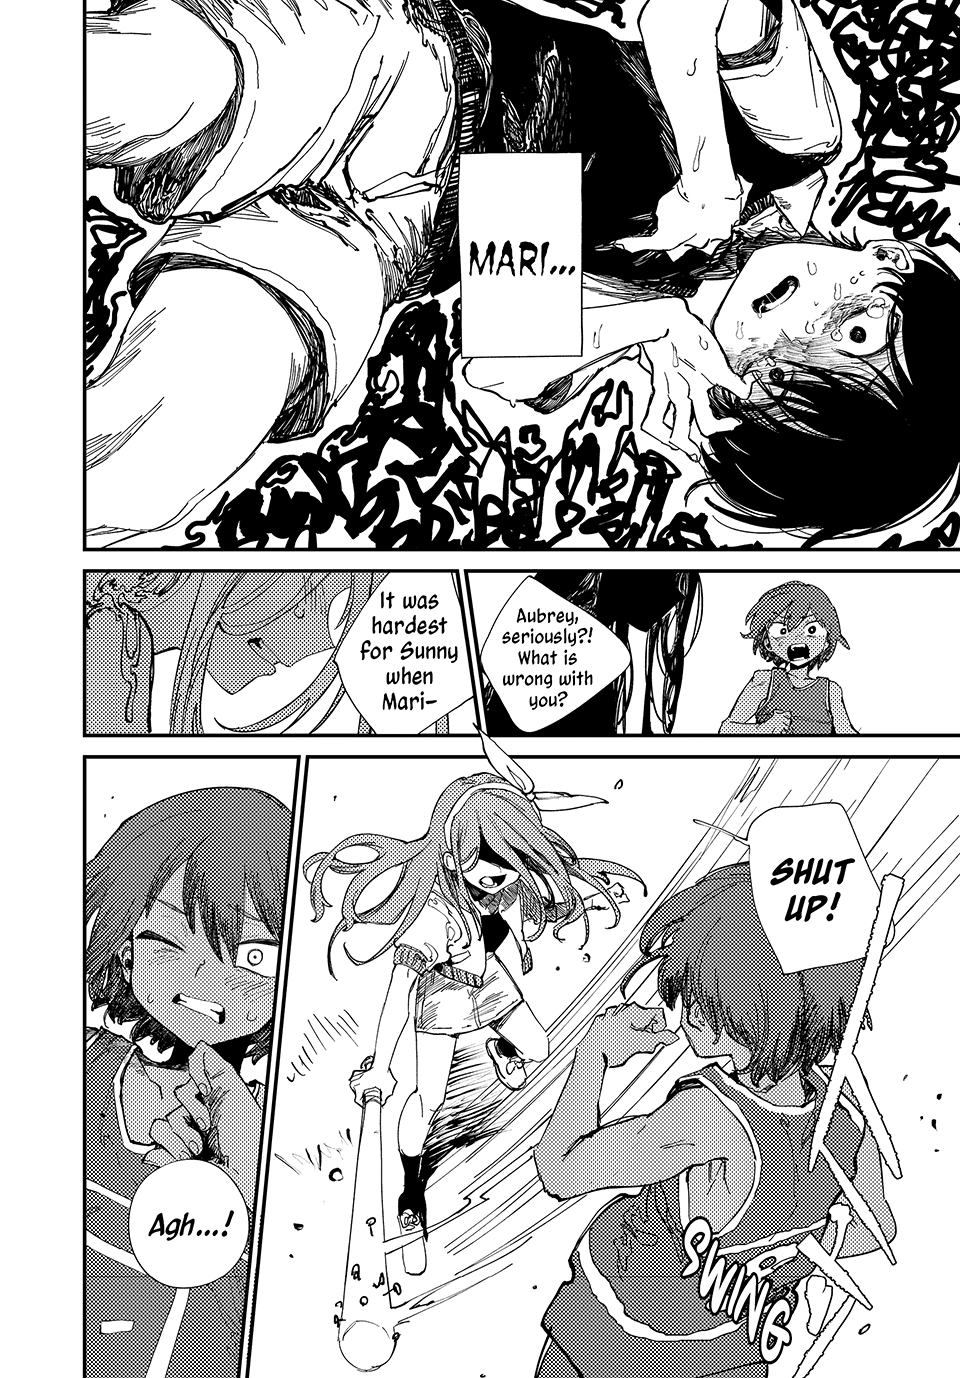 MARI...
Aubrey,
seriously?!
What is
wrong with
you?
It was
hardest
for Sunny
when
Mari-
SHUT
UP!
SWING
Agh...!